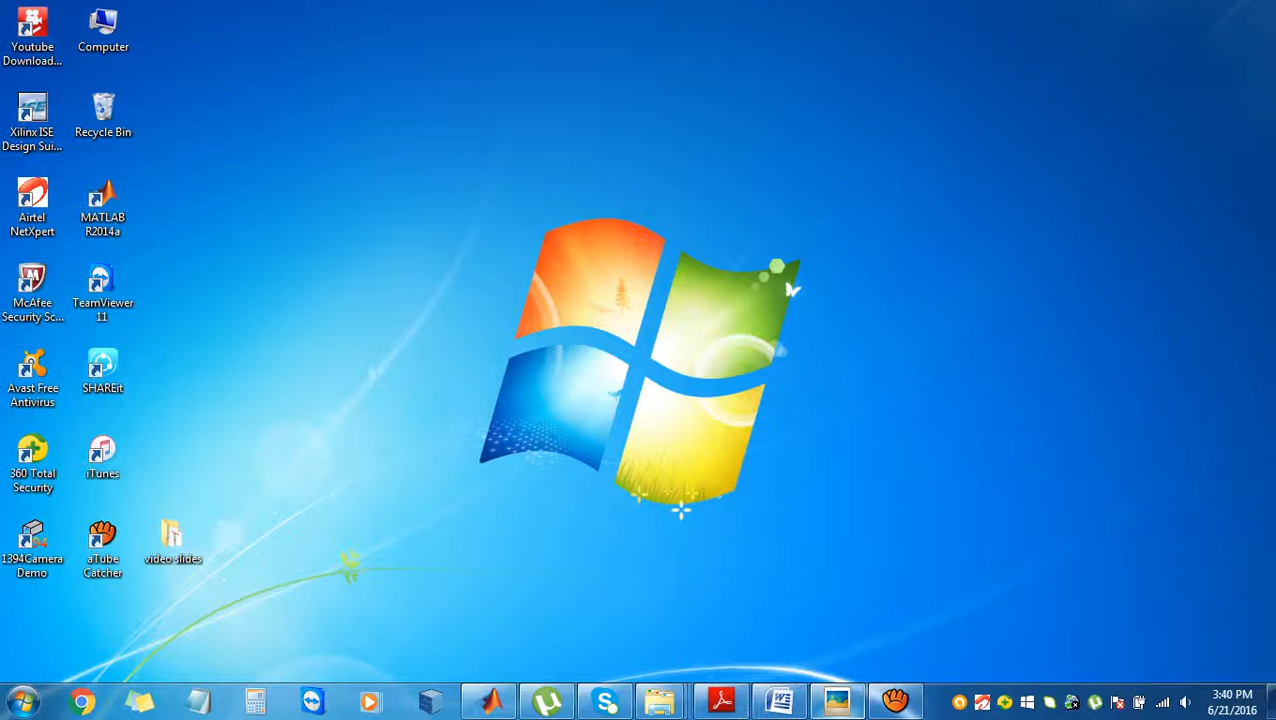 Youtube
Download...
Computer
Xilinx ISE
Design Sui...
Recycle Bin
Airtel
NetXpert
MATLAB
R2014a
McAfee
Security Sc...
TeamViewer
11
Avast Free
Antivirus
SHAREit
360 Total
Security
iTunes
1394Camera
Demo
aTube
Catcher
video slides
3:40 PM
6/21/2016